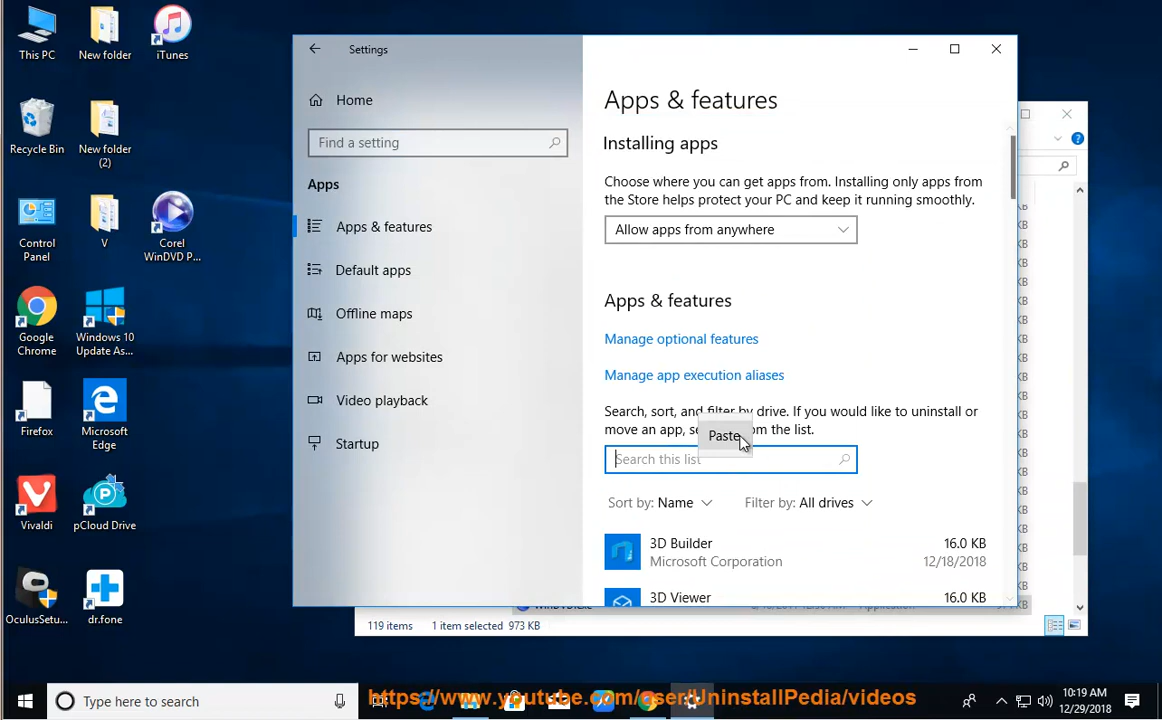 This PC
New folder
iTunes
Recycle Bin
New folder
(2)
Control
Panel
V
Corel
WinDVD P...
Google
Chrome
Windows 10
Update As...
Firefox
Microsoft
Edge
Vivaldi
pCloud Drive
OculusSetu...
dr.fone
Settings
Home
Find a setting
Apps
Apps & features
Default apps
Offline maps
Apps for websites
Video playback
Startup
Apps & features
Installing apps
Choose where you can get apps from. Installing only apps from
the Store helps protect your PC and keep it running smoothly.
Allow apps from anywhere
Apps & features
Manage optional features
Manage app execution aliases
Search, sort, and filter by drive. If you would like to uninstall or
move an app, from the list.
Paste
Search this list
Sort by: Name
Filter by: All drives
3D Builder
16.0 KB
Microsoft Corporation
12/18/2018
3D Viewer
16.0 KB
119 items
1 item selected 973 KB
Type here to search
https://www.youtube.com/user/UninstallPedia/videos
10:19 AM
12/29/2018